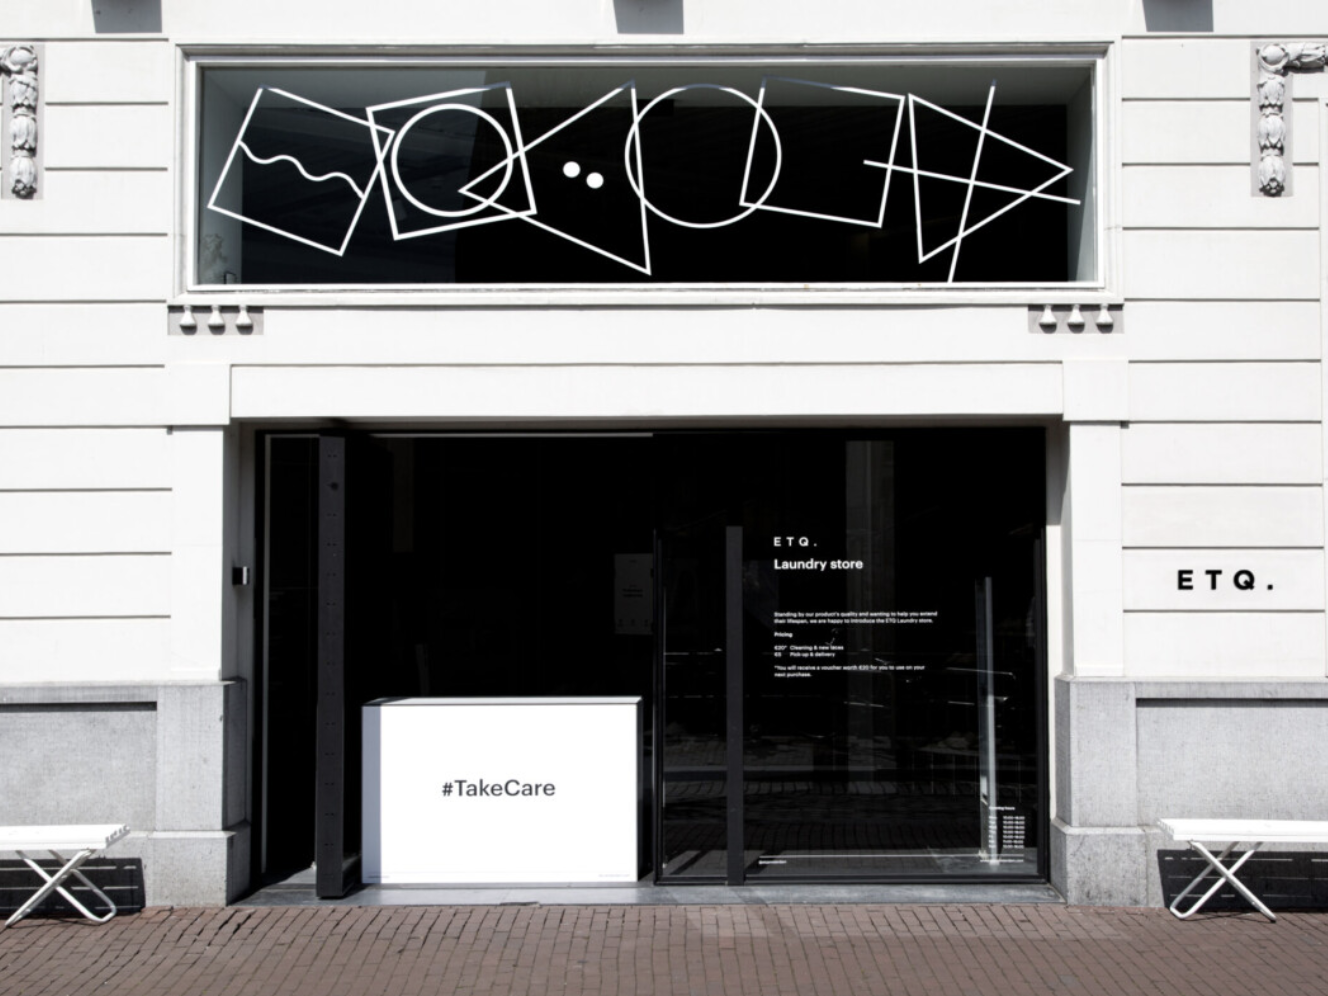 ETQ.
Laundry store
Standing by our product's quality and wanting to help you extend
their lifespan, we are happy to introduce the ETQ Laundry store.
Pricing
€20* Cleaning & new laces
€5 Pick-up & delivery
*You will receive a voucher worth €20 for you to use on your
next purchase.
ETQ.
#TakeCare